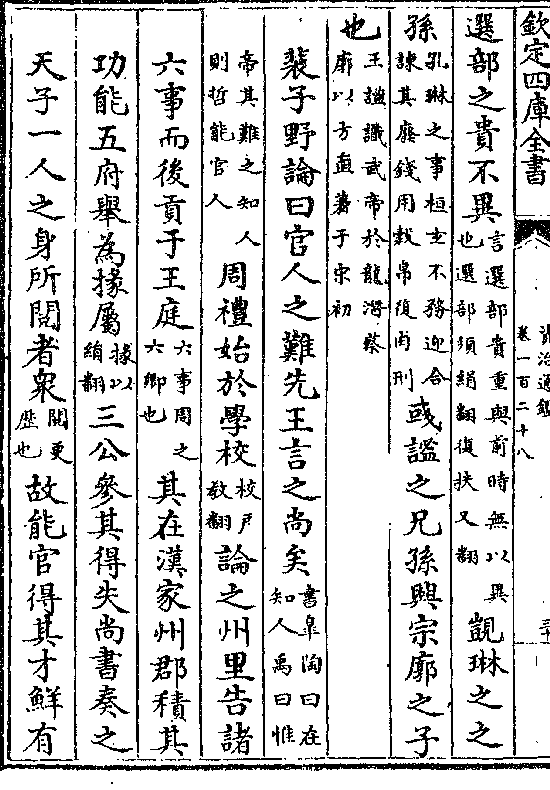 欽定四庫全書
資治通鑑
卷一百二十八
三十
選部之貴不異言選部貴重與前時無以異也選部須絹翻復扶又翻覬琳之之
孫孔琳之事桓玄不務迎合諫其廢錢用穀帛復肉刑彧謐之兄孫興宗廓之子
也王謐識武帝於龍潛蔡廓以方直著于宋初
裴子野論曰官人之難先王言之尚矣書臯陶曰在知人禹曰惟
帝其難之知人則哲能官人周禮始於學校校戶教翻論之州里告諸
六事而後貢于王庭六事周之六卿也其在漢家州郡積其
功能五府舉為掾屬掾以絹翻三公參其得失尚書奏之
天子一人之身所閱者衆閱更歷也故能官得其才鮮有